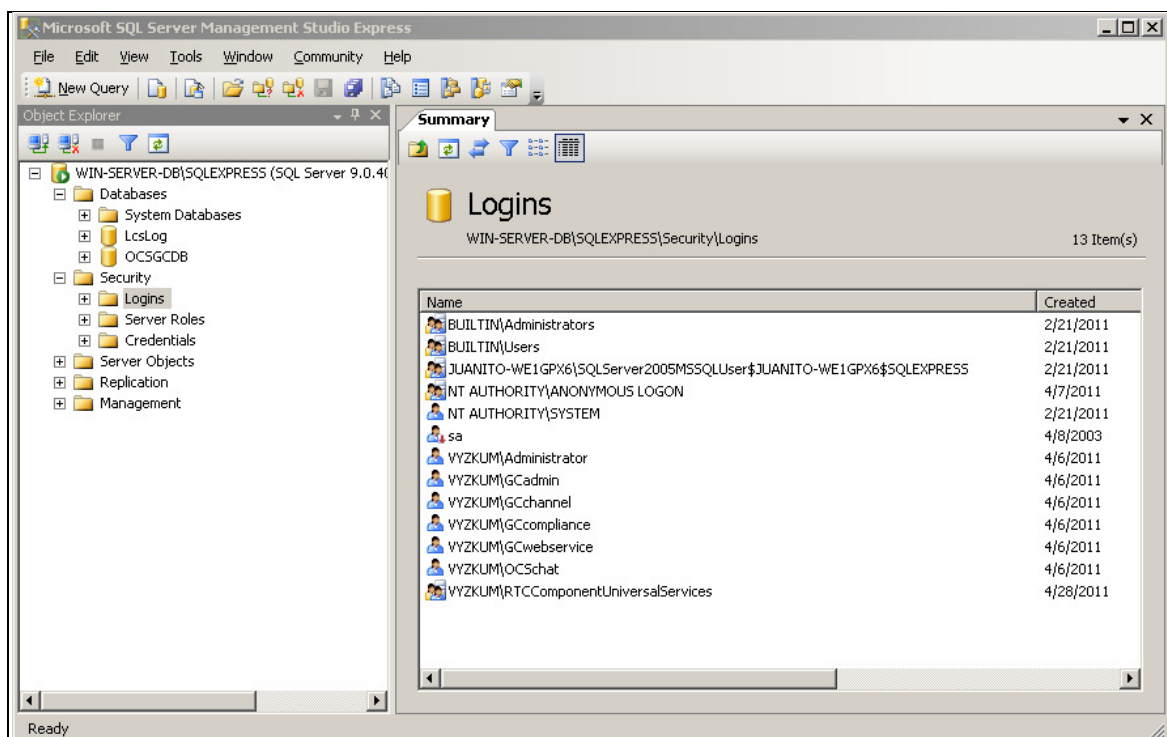 Microsoft SQL Server Management Studio Express
File Edit View Tools Window Community Help
New Query
Object Explorer
WIN-SERVER-DB\SQLEXPRESS (SQL Server 9.0.40
Databases
System Databases
LcsLog
OCSGCDB
Security
Logins
Server Roles
Credentials
Server Objects
Replication
Management
Summary
Logins
WIN-SERVER-DB\SQLEXPRESS\Security\Logins 13 Item(s)
Name Created
BUILTIN\Administrators 2/21/2011
BUILTIN\Users 2/21/2011
JUANITO-WE1GPX6\SQLServer2005MSSQLUser$JUANITO-WE1GPX6$SQLEXPRESS 2/21/2011
NT AUTHORITY\ANONYMOUS LOGON 4/7/2011
NT AUTHORITY\SYSTEM 2/21/2011
sa 4/8/2003
VYZKUM\Administrator 4/6/2011
VYZKUM\GCadmin 4/6/2011
VYZKUM\GCchannel 4/6/2011
VYZKUM\GCcompliance 4/6/2011
VYZKUM\GCwebservice 4/6/2011
VYZKUM\OCSchat 4/6/2011
VYZKUM\RTCComponentUniversalServices 4/28/2011
Ready